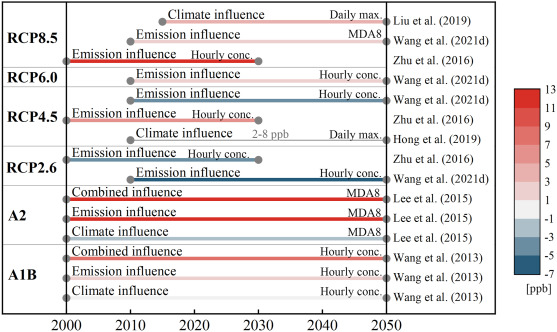 RCP8.5
Climate influence Daily max. Liu et al. (2019)
Emission influence MDA8 Wang et al. (2021d)
Emission influence Hourly conc. Zhu et al. (2016)
RCP6.0
Emission influence Hourly conc. Wang et al. (2021d)
RCP4.5
Emission influence Hourly conc. Wang et al. (2021d)
Emission influence Hourly conc. Zhu et al. (2016)
Climate influence 2-8 ppb Daily max. Hong et al. (2019)
RCP2.6
Emission influence Hourly conc. Zhu et al. (2016)
Emission influence Hourly conc. Wang et al. (2021d)
A2
Combined influence MDA8 Lee et al. (2015)
Emission influence MDA8 Lee et al. (2015)
Climate influence MDA8 Lee et al. (2015)
A1B
Combined influence Hourly conc. Wang et al. (2013)
Emission influence Hourly conc. Wang et al. (2013)
Climate influence Hourly conc. Wang et al. (2013)
2000 2010 2020 2030 2040 2050
13
11
9
7
5
3
1
-1
-3
-5
-7
[ppb]